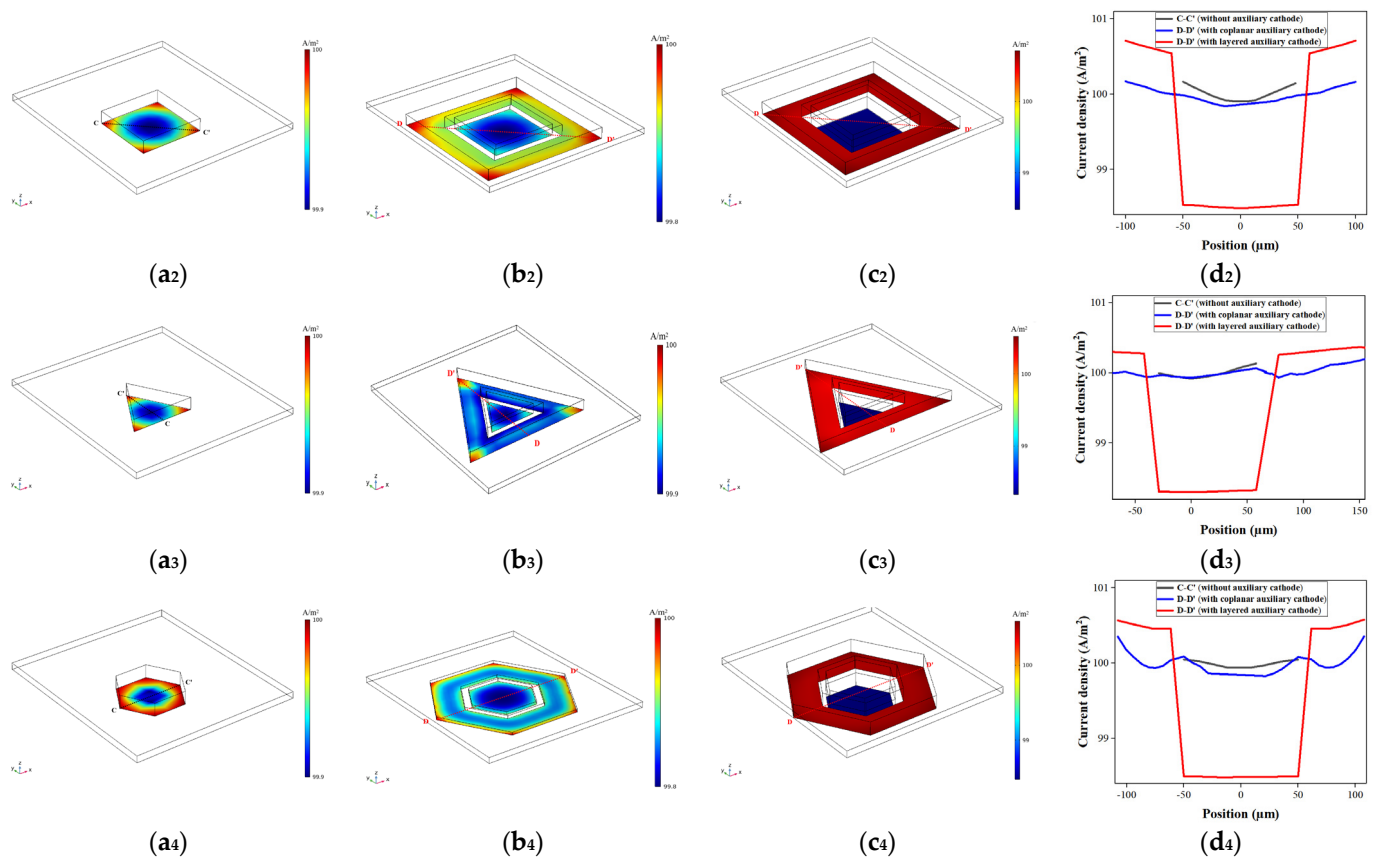 A/m²
100
C
C'
99.9
z
y
x
(a2)
A/m²
100
D
D'
99.8
z
y
x
(b2)
A/m²
100
99
D
D'
z
y
x
(c2)
101
100
99
Current density (A/m²)
C-C' (without auxiliary cathode)
D-D' (with coplanar auxiliary cathode)
D-D' (with layered auxiliary cathode)
-100 -50 0 50 100
Position (µm)
(d2)
A/m²
100
C'
C
99.9
z
y
x
(a3)
A/m²
100
D'
D
99.9
z
y
x
(b3)
A/m²
100
99
D'
D
z
y
x
(c3)
101
100
99
Current density (A/m²)
C-C' (without auxiliary cathode)
D-D' (with coplanar auxiliary cathode)
D-D' (with layered auxiliary cathode)
-50 0 50 100 150
Position (µm)
(d3)
A/m²
100
C'
C
99.9
z
y
x
(a4)
A/m²
100
D'
D
99.8
z
y
x
(b4)
A/m²
100
99
D'
D
z
y
x
(c4)
101
100
99
Current density (A/m²)
C-C' (without auxiliary cathode)
D-D' (with coplanar auxiliary cathode)
D-D' (with layered auxiliary cathode)
-100 -50 0 50 100
Position (µm)
(d4)